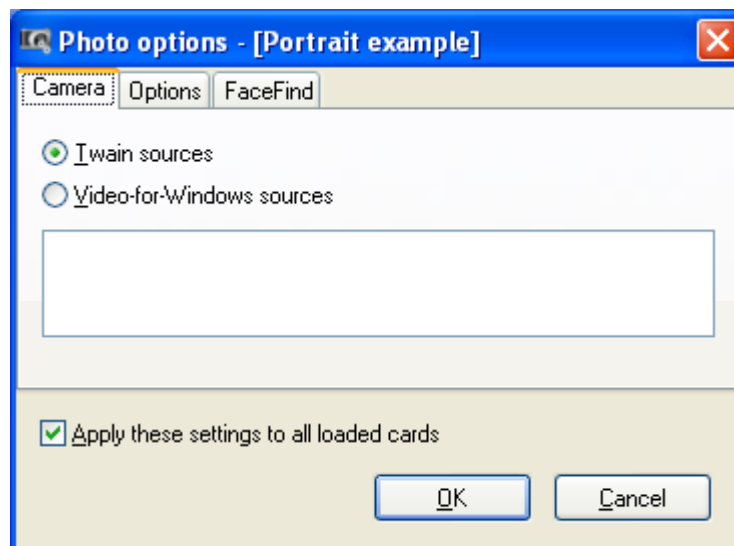 Photo options - [Portrait example]
Camera Options FaceFind
Twain sources
Video-for-Windows sources
Apply these settings to all loaded cards
OK Cancel